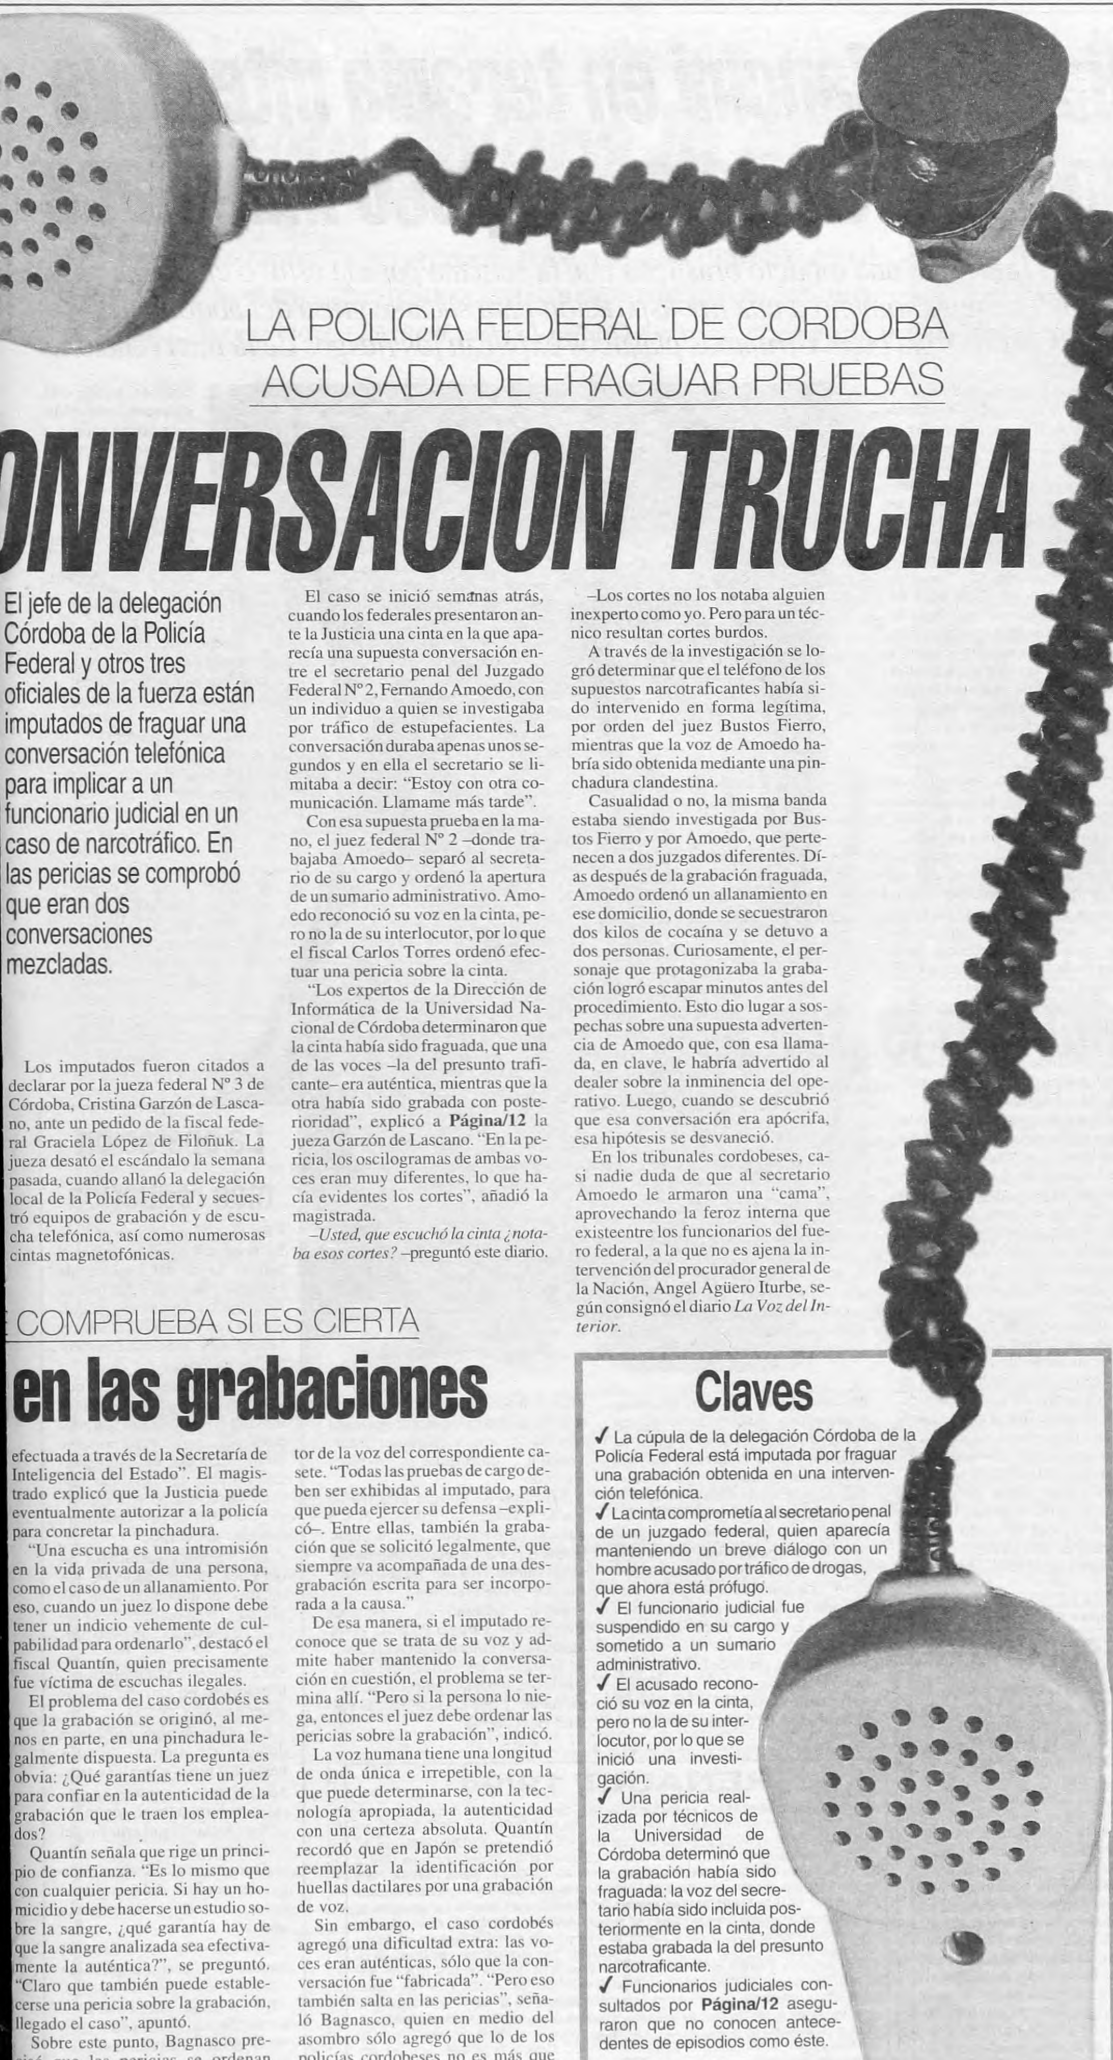 LA POLICIA FEDERAL DE CORDOBA
ACUSADA DE FRAGUAR PRUEBAS
ONVERSACION TRUCHA
El jefe de la delegación
Córdoba de la Policía
Federal y otros tres
oficiales de la fuerza están
imputados de fraguar una
conversación telefónica
para implicar a un
funcionario judicial en un
caso de narcotráfico. En
las pericias se comprobó
que eran dos
conversaciones
mezcladas.
Los imputados fueron citados a
declarar por la jueza federal Nº 3 de
Córdoba, Cristina Garzón de Lasca-
no, ante un pedido de la fiscal fede-
ral Graciela López de Filoñuk. La
jueza desató el escándalo la semana
pasada, cuando allanó la delegación
local de la Policía Federal y secues-
tró equipos de grabación y de escu-
cha telefónica, así como numerosas
cintas magnetofónicas.
El caso se inició semanas atrás,
cuando los federales presentaron an-
te la Justicia una cinta en la que apa-
recía una supuesta conversación en-
tre el secretario penal del Juzgado
Federal Nº 2, Fernando Amoedo, con
un individuo a quien se investigaba
por tráfico de estupefacientes. La
conversación duraba apenas unos se-
gundos y en ella el secretario se li-
mitaba a decir: “Estoy con otra co-
municación. Llamame más tarde”.
Con esa supuesta prueba en la ma-
no, el juez federal Nº 2 –donde tra-
bajaba Amoedo– separó al secreta-
rio de su cargo y ordenó la apertura
de un sumario administrativo. Amo-
edo reconoció su voz en la cinta, pe-
ro no la de su interlocutor, por lo que
el fiscal Carlos Torres ordenó efec-
tuar una pericia sobre la cinta.
“Los expertos de la Dirección de
Informática de la Universidad Na-
cional de Córdoba determinaron que
la cinta había sido fraguada, que una
de las voces –la del presunto trafi-
cante– era auténtica, mientras que la
otra había sido grabada con poste-
rioridad”, explicó a Página/12 la
jueza Garzón de Lascano. “En la pe-
ricia, los oscilogramas de ambas vo-
ces eran muy diferentes, lo que ha-
cía evidentes los cortes”, añadió la
magistrada.
–Usted, que escuchó la cinta ¿nota-
ba esos cortes? –preguntó este diario.
–Los cortes no los notaba alguien
inexperto como yo. Pero para un téc-
nico resultan cortes burdos.
A través de la investigación se lo-
gró determinar que el teléfono de los
supuestos narcotraficantes había si-
do intervenido en forma legítima,
por orden del juez Bustos Fierro,
mientras que la voz de Amoedo ha-
bría sido obtenida mediante una pin-
chadura clandestina.
Casualidad o no, la misma banda
estaba siendo investigada por Bus-
tos Fierro y por Amoedo, que perte-
necen a dos juzgados diferentes. Dí-
as después de la grabación fraguada,
Amoedo ordenó un allanamiento en
ese domicilio, donde se secuestraron
dos kilos de cocaína y se detuvo a
dos personas. Curiosamente, el per-
sonaje que protagonizaba la graba-
ción logró escapar minutos antes del
procedimiento. Esto dio lugar a sos-
pechas sobre una supuesta adverten-
cia de Amoedo que, con esa llama-
da, en clave, le habría advertido al
dealer sobre la inminencia del ope-
rativo. Luego, cuando se descubrió
que esa conversación era apócrifa,
esa hipótesis se desvaneció.
En los tribunales cordobeses, ca-
si nadie duda de que al secretario
Amoedo le armaron una “cama”,
aprovechando la feroz interna que
existeentre los funcionarios del fue-
ro federal, a la que no es ajena la in-
tervención del procurador general de
la Nación, Angel Agüero Iturbe, se-
gún consignó el diario La Voz del In-
terior.
COMPRUEBA SI ES CIERTA
en las grabaciones
efectuada a través de la Secretaría de
Inteligencia del Estado”. El magis-
trado explicó que la Justicia puede
eventualmente autorizar a la policía
para concretar la pinchadura.
“Una escucha es una intromisión
en la vida privada de una persona,
como el caso de un allanamiento. Por
eso, cuando un juez lo dispone debe
tener un indicio vehemente de cul-
pabilidad para ordenarlo”, destacó el
fiscal Quantín, quien precisamente
fue víctima de escuchas ilegales.
El problema del caso cordobés es
que la grabación se originó, al me-
nos en parte, en una pinchadura le-
galmente dispuesta. La pregunta es
obvia: ¿Qué garantías tiene un juez
para confiar en la autenticidad de la
grabación que le traen los emplea-
dos?
Quantín señala que rige un princi-
pio de confianza. “Es lo mismo que
con cualquier pericia. Si hay un ho-
micidio y debe hacerse un estudio so-
bre la sangre, ¿qué garantía hay de
que la sangre analizada sea efectiva-
mente la auténtica?”, se preguntó.
“Claro que también puede estable-
cerse una pericia sobre la grabación,
llegado el caso”, apuntó.
Sobre este punto, Bagnasco pre-
cisó que las pericias se ordenan
tor de la voz del correspondiente ca-
sete. “Todas las pruebas de cargo de-
ben ser exhibidas al imputado, para
que pueda ejercer su defensa –expli-
có–. Entre ellas, también la graba-
ción que se solicitó legalmente, que
siempre va acompañada de una des-
grabación escrita para ser incorpo-
rada a la causa.”
De esa manera, si el imputado re-
conoce que se trata de su voz y ad-
mite haber mantenido la conversa-
ción en cuestión, el problema se ter-
mina allí. “Pero si la persona lo nie-
ga, entonces el juez debe ordenar las
pericias sobre la grabación”, indicó.
La voz humana tiene una longitud
de onda única e irrepetible, con la
que puede determinarse, con la tec-
nología apropiada, la autenticidad
con una certeza absoluta. Quantín
recordó que en Japón se pretendió
reemplazar la identificación por
huellas dactilares por una grabación
de voz.
Sin embargo, el caso cordobés
agregó una dificultad extra: las vo-
ces eran auténticas, sólo que la con-
versación fue “fabricada”. “Pero eso
también salta en las pericias”, seña-
ló Bagnasco, quien en medio del
asombro sólo agregó que lo de los
policías cordobeses no es más que
Claves
✓ La cúpula de la delegación Córdoba de la
Policía Federal está imputada por fraguar
una grabación obtenida en una interven-
ción telefónica.
✓ La cinta comprometía al secretario penal
de un juzgado federal, quien aparecía
manteniendo un breve diálogo con un
hombre acusado por tráfico de drogas,
que ahora está prófugo.
✓ El funcionario judicial fue
suspendido en su cargo y
sometido a un sumario
administrativo.
✓ El acusado recono-
ció su voz en la cinta,
pero no la de su inter-
locutor, por lo que se
inició una investi-
gación.
✓ Una pericia real-
izada por técnicos de
la Universidad de
Córdoba determinó que
la grabación había sido
fraguada: la voz del secre-
tario había sido incluida pos-
teriormente en la cinta, donde
estaba grabada la del presunto
narcotraficante.
✓ Funcionarios judiciales con-
sultados por Página/12 asegu-
raron que no conocen antece-
dentes de episodios como éste.